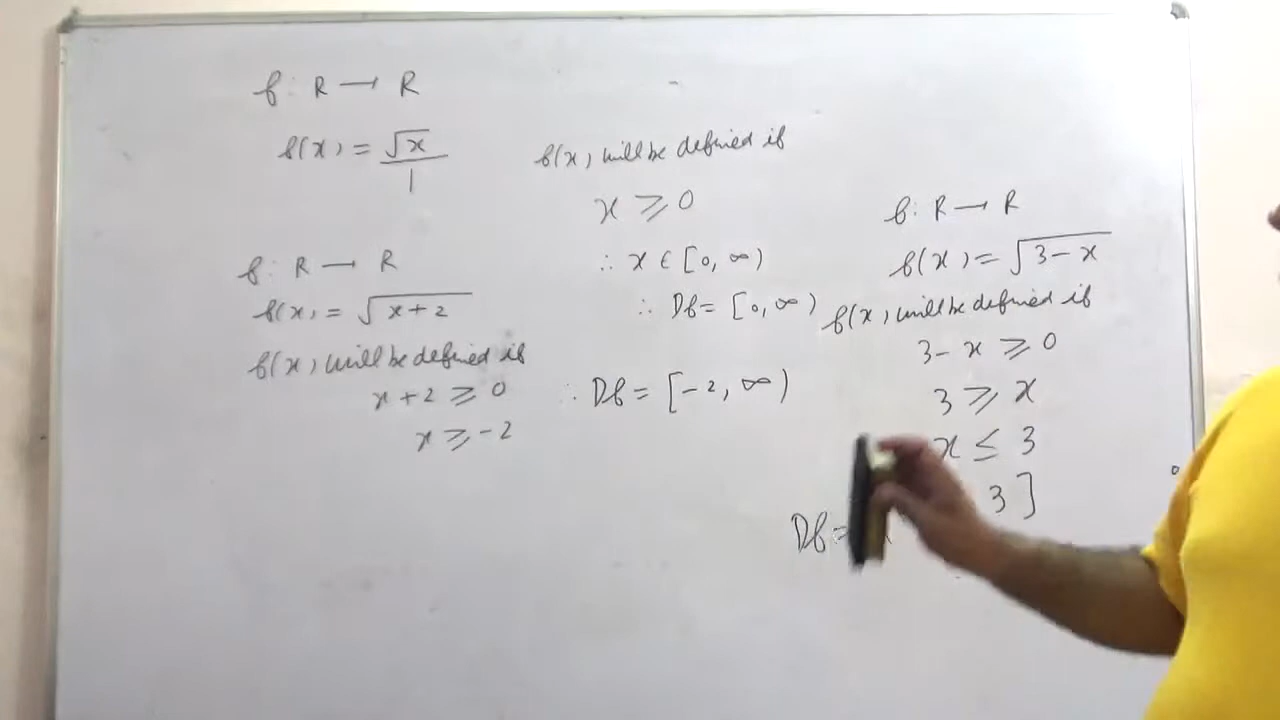 f: R → R
f(x) = √x / 1
f(x) will be defined if
x ≥ 0
∴ x ∈ [0, ∞)
∴ Df = [0, ∞)
f: R → R
f(x) = √(x+2)
f(x) will be defined if
x + 2 ≥ 0
x ≥ -2
∴ Df = [-2, ∞)
f: R → R
f(x) = √(3-x)
f(x) will be defined if
3 - x ≥ 0
3 ≥ x
x ≤ 3
Df = 3]